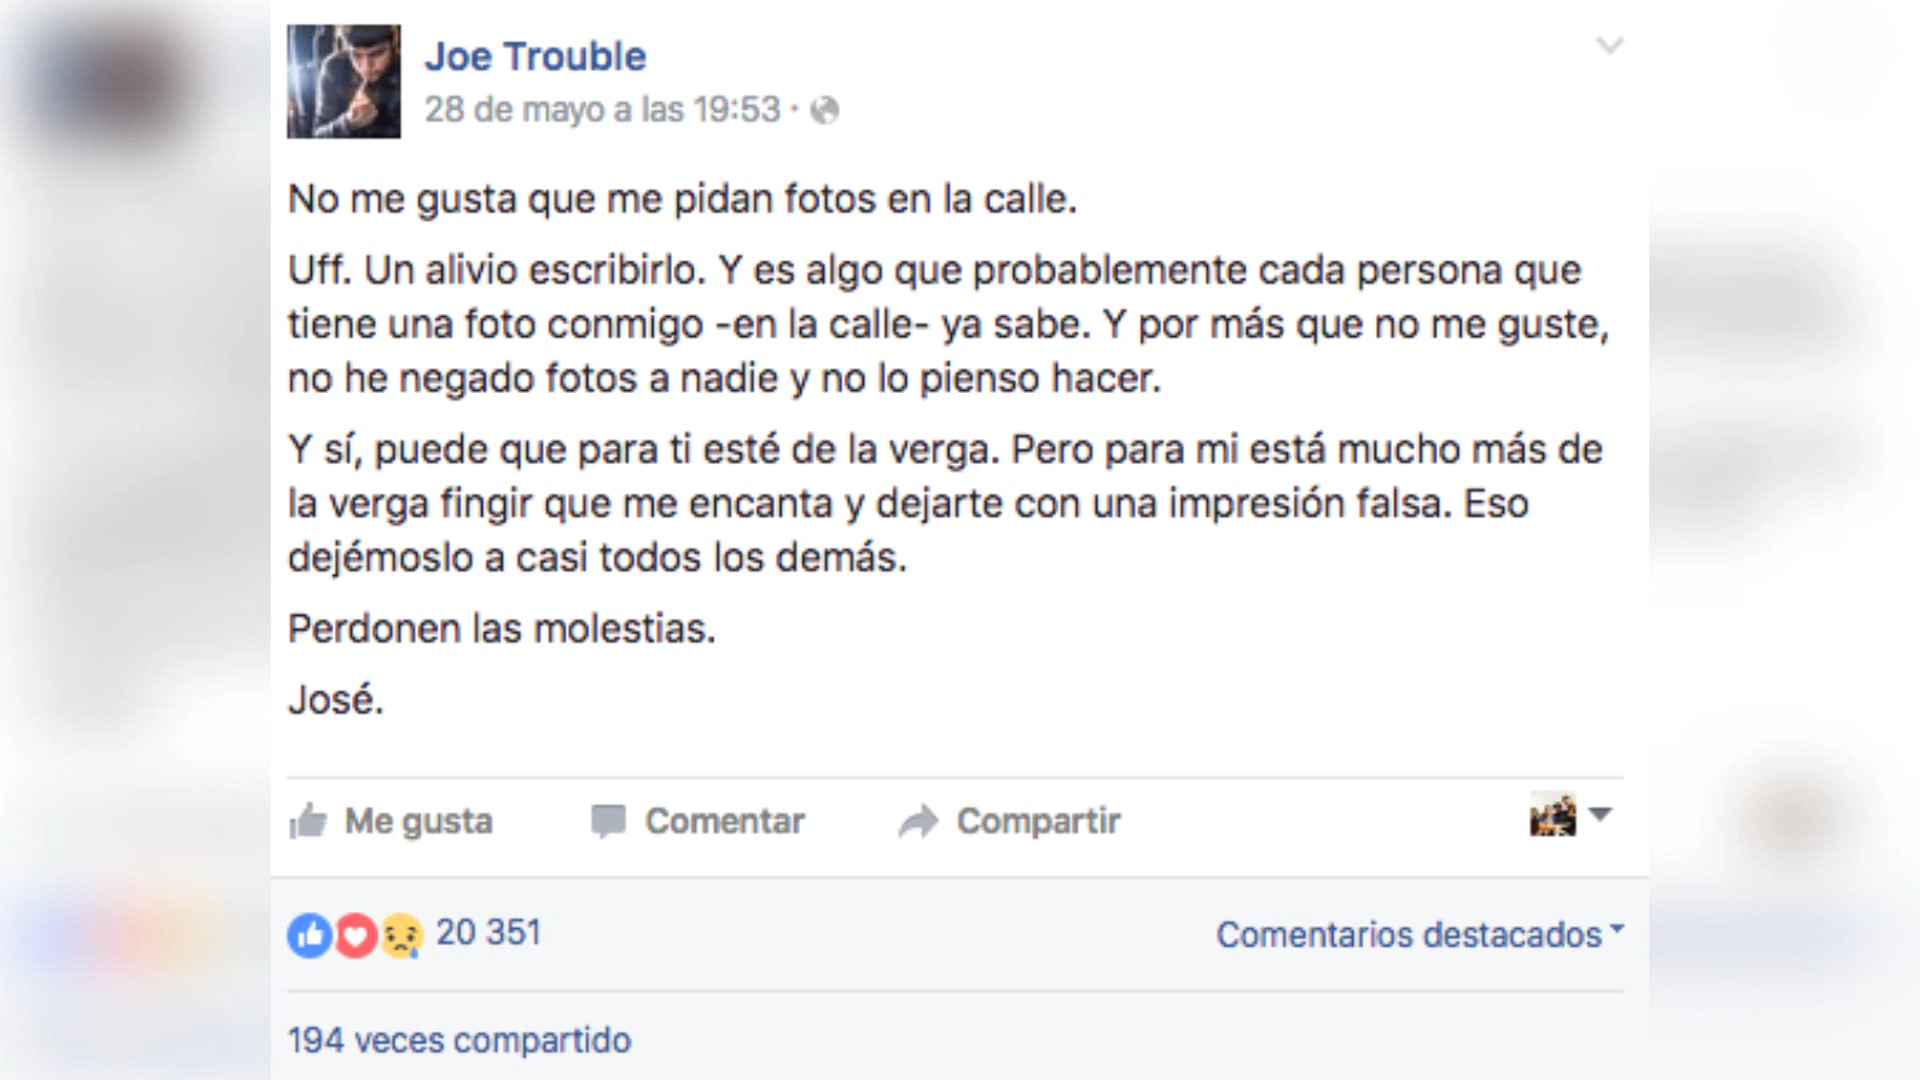 Joe Trouble
28 de mayo a las 19:53 ·
No me gusta que me pidan fotos en la calle.
Uff. Un alivio escribirlo. Y es algo que probablemente cada persona que
tiene una foto conmigo -en la calle- ya sabe. Y por más que no me guste,
no he negado fotos a nadie y no lo pienso hacer.
Y sí, puede que para ti esté de la verga. Pero para mi está mucho más de
la verga fingir que me encanta y dejarte con una impresión falsa. Eso
dejémoslo a casi todos los demás.
Perdonen las molestias.
José.
Me gusta Comentar Compartir
20 351 Comentarios destacados
194 veces compartido